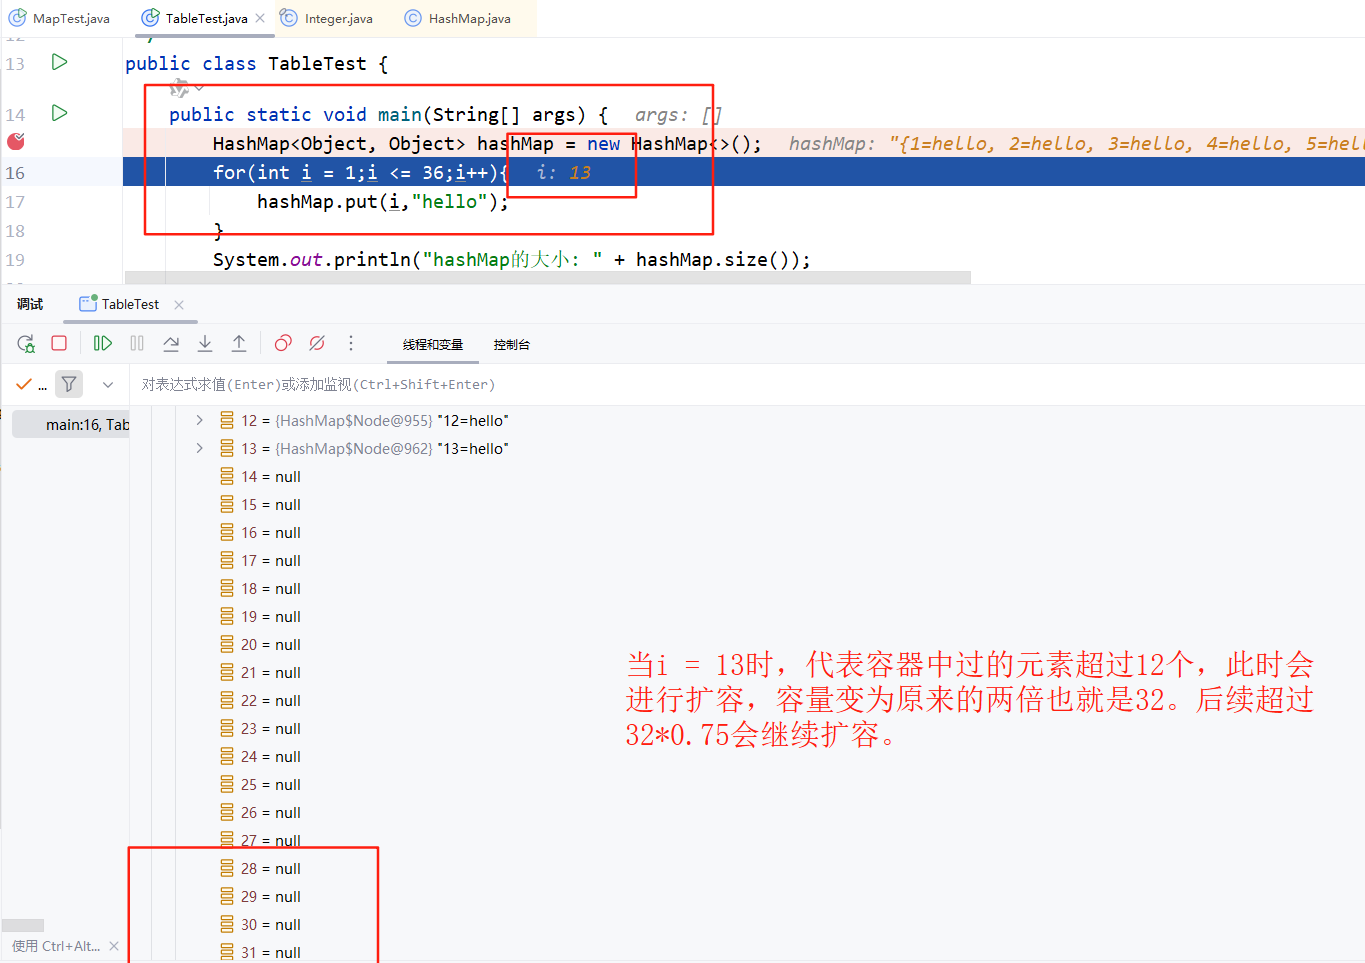 MapTest.java TableTest.java Integer.java HashMap.java
13 public class TableTest {
14 public static void main(String[] args) { args: []
HashMap<Object, Object> hashMap = new HashMap<>(); hashMap: "{1=hello, 2=hello, 3=hello, 4=hello, 5=hell
16 for(int i = 1;i <= 36;i++){ i: 13
17 hashMap.put(i,"hello");
18 }
19 System.out.println("hashMap的大小: " + hashMap.size());
调试 TableTest
线程和变量 控制台
... 对表达式求值(Enter)或添加监视(Ctrl+Shift+Enter)
main:16, Tab
12 = {HashMap$Node@955} "12=hello"
13 = {HashMap$Node@962} "13=hello"
14 = null
15 = null
16 = null
17 = null
18 = null
19 = null
20 = null
21 = null
22 = null
23 = null
24 = null
25 = null
26 = null
27 = null
28 = null
29 = null
30 = null
31 = null
当i = 13时，代表容器中过的元素超过12个，此时会
进行扩容，容量变为原来的两倍也就是32。后续超过
32*0.75会继续扩容。
使用 Ctrl+Alt...